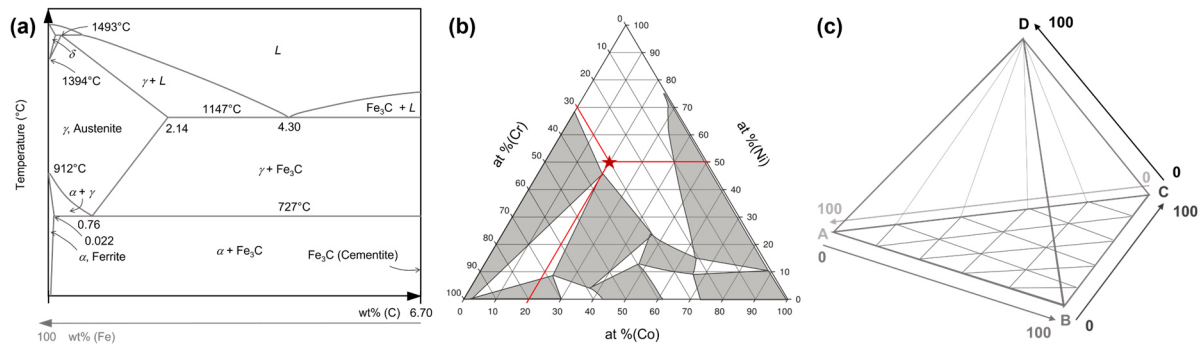 (a)
1493°C
L
δ
1394°C
γ + L
1147°C
Fe₃C + L
γ, Austenite
2.14
4.30
Temperature (°C)
912°C
γ + Fe₃C
α + γ
727°C
0.76
0.022
α, Ferrite
α + Fe₃C
Fe₃C (Cementite)
wt% (C) 6.70
100 wt% (Fe)
(b)
0
10
20
30
40
50
60
70
80
90
100
at %(Cr)
100
90
80
70
60
50
40
30
20
10
0
at %(Ni)
0 10 20 30 40 50 60 70 80 90 100
at %(Co)
(c)
D 100
0
0
C
100
100
A
0
100
B
0